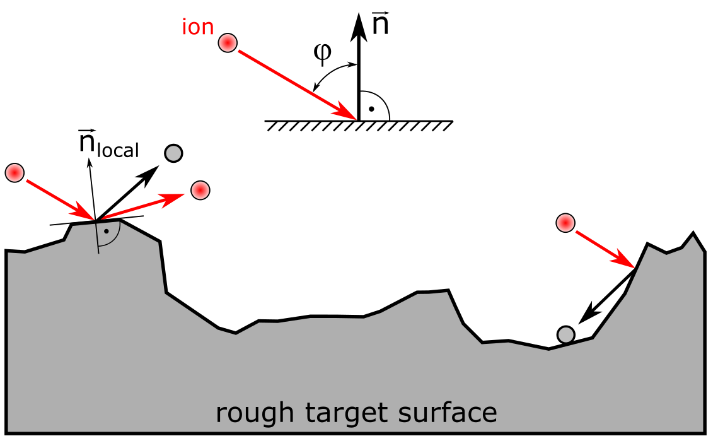 ion
φ
n⃗
n⃗local
rough target surface